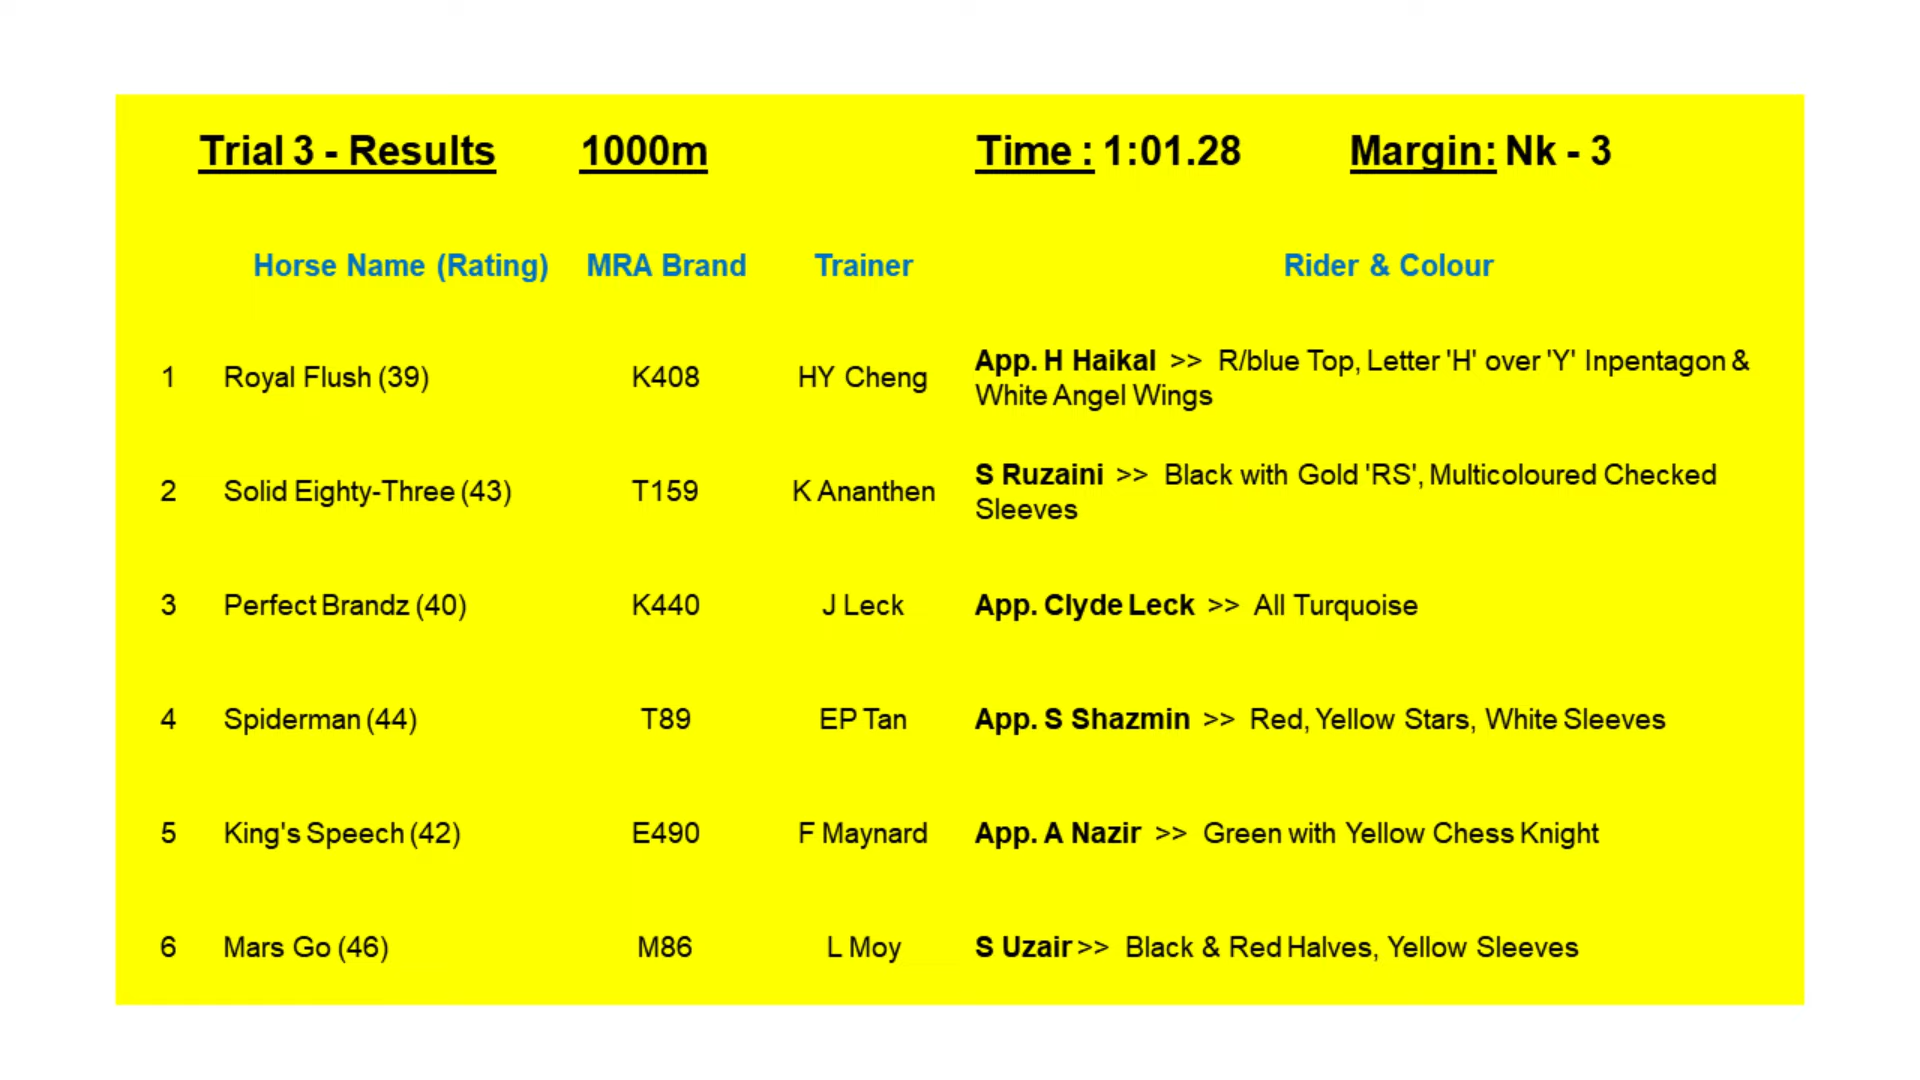 Trial 3 - Results 1000m Time : 1:01.28 Margin: Nk - 3
Horse Name (Rating) MRA Brand Trainer Rider & Colour
1 Royal Flush (39) K408 HY Cheng App. H Haikal >> R/blue Top, Letter 'H' over 'Y' Inpentagon &
White Angel Wings
2 Solid Eighty-Three (43) T159 K Ananthen S Ruzaini >> Black with Gold 'RS', Multicoloured Checked
Sleeves
3 Perfect Brandz (40) K440 J Leck App. Clyde Leck >> All Turquoise
4 Spiderman (44) T89 EP Tan App. S Shazmin >> Red, Yellow Stars, White Sleeves
5 King's Speech (42) E490 F Maynard App. A Nazir >> Green with Yellow Chess Knight
6 Mars Go (46) M86 L Moy S Uzair >> Black & Red Halves, Yellow Sleeves